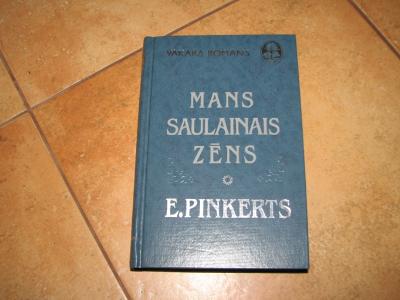 VAKARA ROMĀNS
MANS
SAULAINAIS
ZĒNS
E.PINKERTS